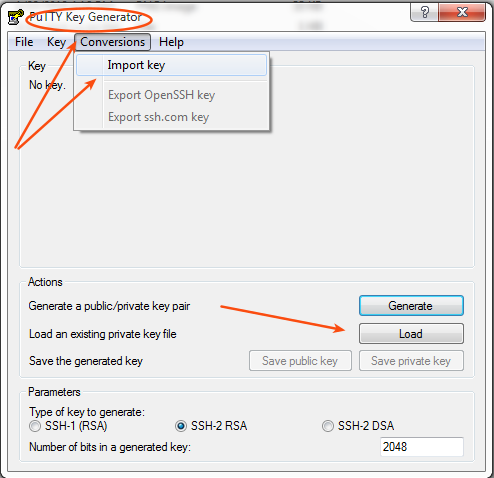 PuTTY Key Generator
File Key Conversions Help
Import key
Export OpenSSH key
Export ssh.com key
Key
No key.
Actions
Generate a public/private key pair
Generate
Load an existing private key file
Load
Save the generated key
Save public key
Save private key
Parameters
Type of key to generate:
SSH-1 (RSA)
SSH-2 RSA
SSH-2 DSA
Number of bits in a generated key:
2048